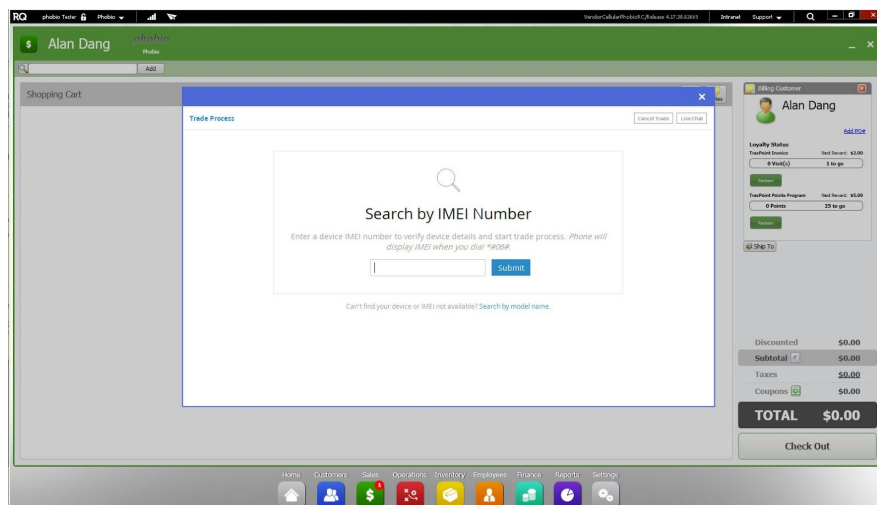 RQ phobio Tester Phobio VendorCellularPhobioRC/Release 4.17.38.62669 Intranet Support
$ Alan Dang phobio
Phobio
Add
Shopping Cart
Trade Process Cancel Trade Live Chat
Search by IMEI Number
Enter a device IMEI number to verify device details and start trade process. Phone will
display IMEI when you dial *#06#.
Submit
Can't find your device or IMEI not available? Search by model name.
Billing Customer
Alan Dang
Add PO#
Loyalty Status
TracPoint Invoice Next Reward: $2.00
0 Visit(s) 1 to go
Redeem
TracPoint Points Program Next Reward: $5.00
0 Points 25 to go
Redeem
Ship To
Discounted $0.00
Subtotal $0.00
Taxes $0.00
Coupons $0.00
TOTAL $0.00
Check Out
Home Customers Sales Operations Inventory Employees Finance Reports Settings
$ 1